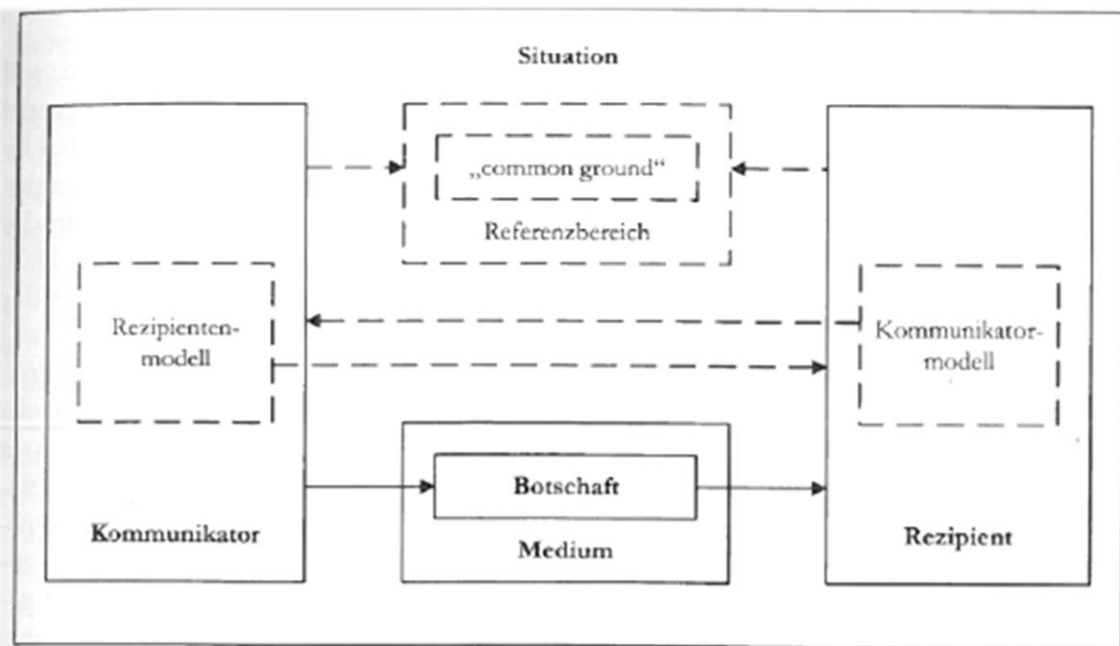 Situation
„common ground“
Referenzbereich
Rezipienten-
modell
Kommunikator-
modell
Botschaft
Medium
Kommunikator
Rezipient